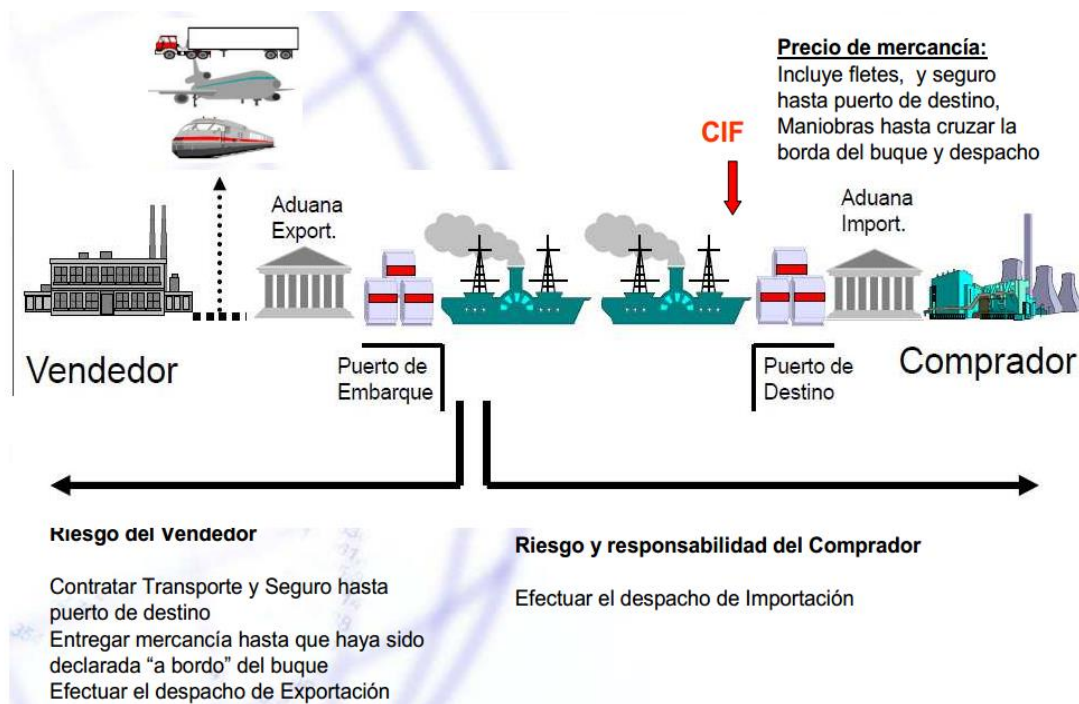 Precio de mercancía:
Incluye fletes, y seguro
hasta puerto de destino,
Maniobras hasta cruzar la
borda del buque y despacho
CIF
Aduana
Export.
Aduana
Import.
Vendedor
Puerto de
Embarque
Puerto de
Destino
Comprador
Riesgo del Vendedor
Contratar Transporte y Seguro hasta
puerto de destino
Entregar mercancía hasta que haya sido
declarada “a bordo” del buque
Efectuar el despacho de Exportación
Riesgo y responsabilidad del Comprador
Efectuar el despacho de Importación